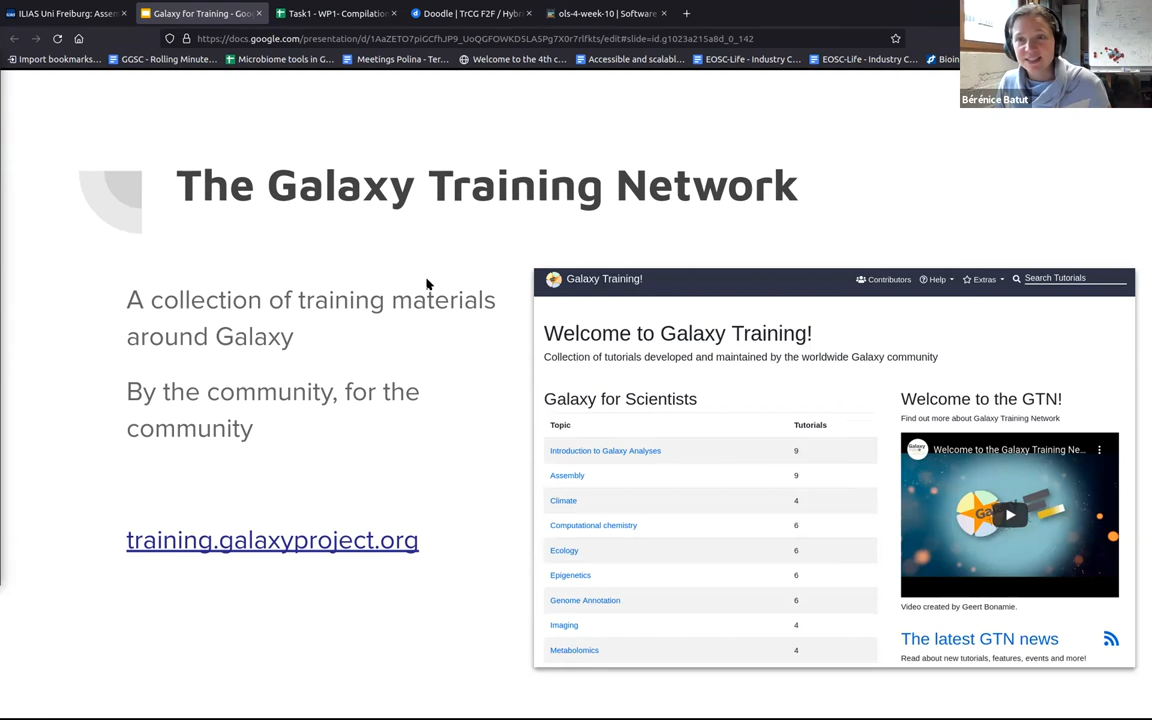 ILIAS Uni Freiburg: Assem
Galaxy for Training - Goo
Task1 - WP1- Compilation
Doodle | TrCG F2F / Hybri
ols-4-week-10 | Software
https://docs.google.com/presentation/d/1AaZETO7piGCfhJP9_UoQGFOWKDSLA5Pg7X0r7lfkts/edit#slide=id.g1023a215a8d_0_142
Import bookmarks...
GGSC - Rolling Minute...
Microbiome tools in G...
Meetings Polina - Ter...
Welcome to the 4th c...
Accessible and scalabl...
EOSC-Life - Industry C...
EOSC-Life - Industry C...
Bioin
Bérénice Batut
The Galaxy Training Network
A collection of training materials
around Galaxy
By the community, for the
community
training.galaxyproject.org
Galaxy Training!
Contributors
Help
Extras
Search Tutorials
Welcome to Galaxy Training!
Collection of tutorials developed and maintained by the worldwide Galaxy community
Galaxy for Scientists
Topic Tutorials
Introduction to Galaxy Analyses 9
Assembly 9
Climate 4
Computational chemistry 6
Ecology 6
Epigenetics 6
Genome Annotation 6
Imaging 4
Metabolomics 4
Welcome to the GTN!
Find out more about Galaxy Training Network
Galaxy
Welcome to the Galaxy Training Ne...
Video created by Geert Bonamie.
The latest GTN news
Read about new tutorials, features, events and more!